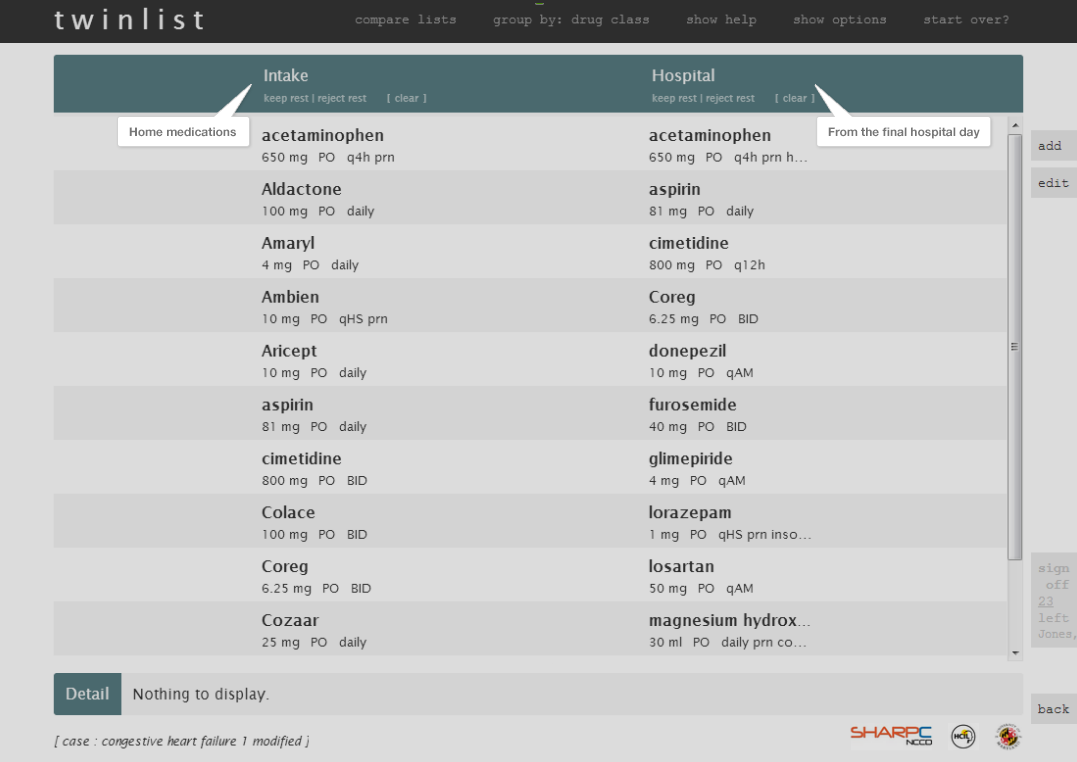 twinlist compare lists group by: drug class show help show options start over?
Intake Hospital
keep rest | reject rest [ clear ] keep rest | reject rest [ clear ]
Home medications From the final hospital day
acetaminophen acetaminophen
650 mg PO q4h prn 650 mg PO q4h prn h...
add
Aldactone aspirin
edit
100 mg PO daily 81 mg PO daily
Amaryl cimetidine
4 mg PO daily 800 mg PO q12h
Ambien Coreg
10 mg PO qHS prn 6.25 mg PO BID
Aricept donepezil
10 mg PO daily 10 mg PO qAM
aspirin furosemide
81 mg PO daily 40 mg PO BID
cimetidine glimepiride
800 mg PO BID 4 mg PO qAM
Colace lorazepam
100 mg PO BID 1 mg PO qHS prn inso...
Coreg losartan
6.25 mg PO BID 50 mg PO qAM
Cozaar magnesium hydrox...
25 mg PO daily 30 ml PO daily prn co...
sign
off
23
left
Jones,
Detail Nothing to display.
back
[ case : congestive heart failure 1 modified ]
SHARPC
NCCD
HCIL